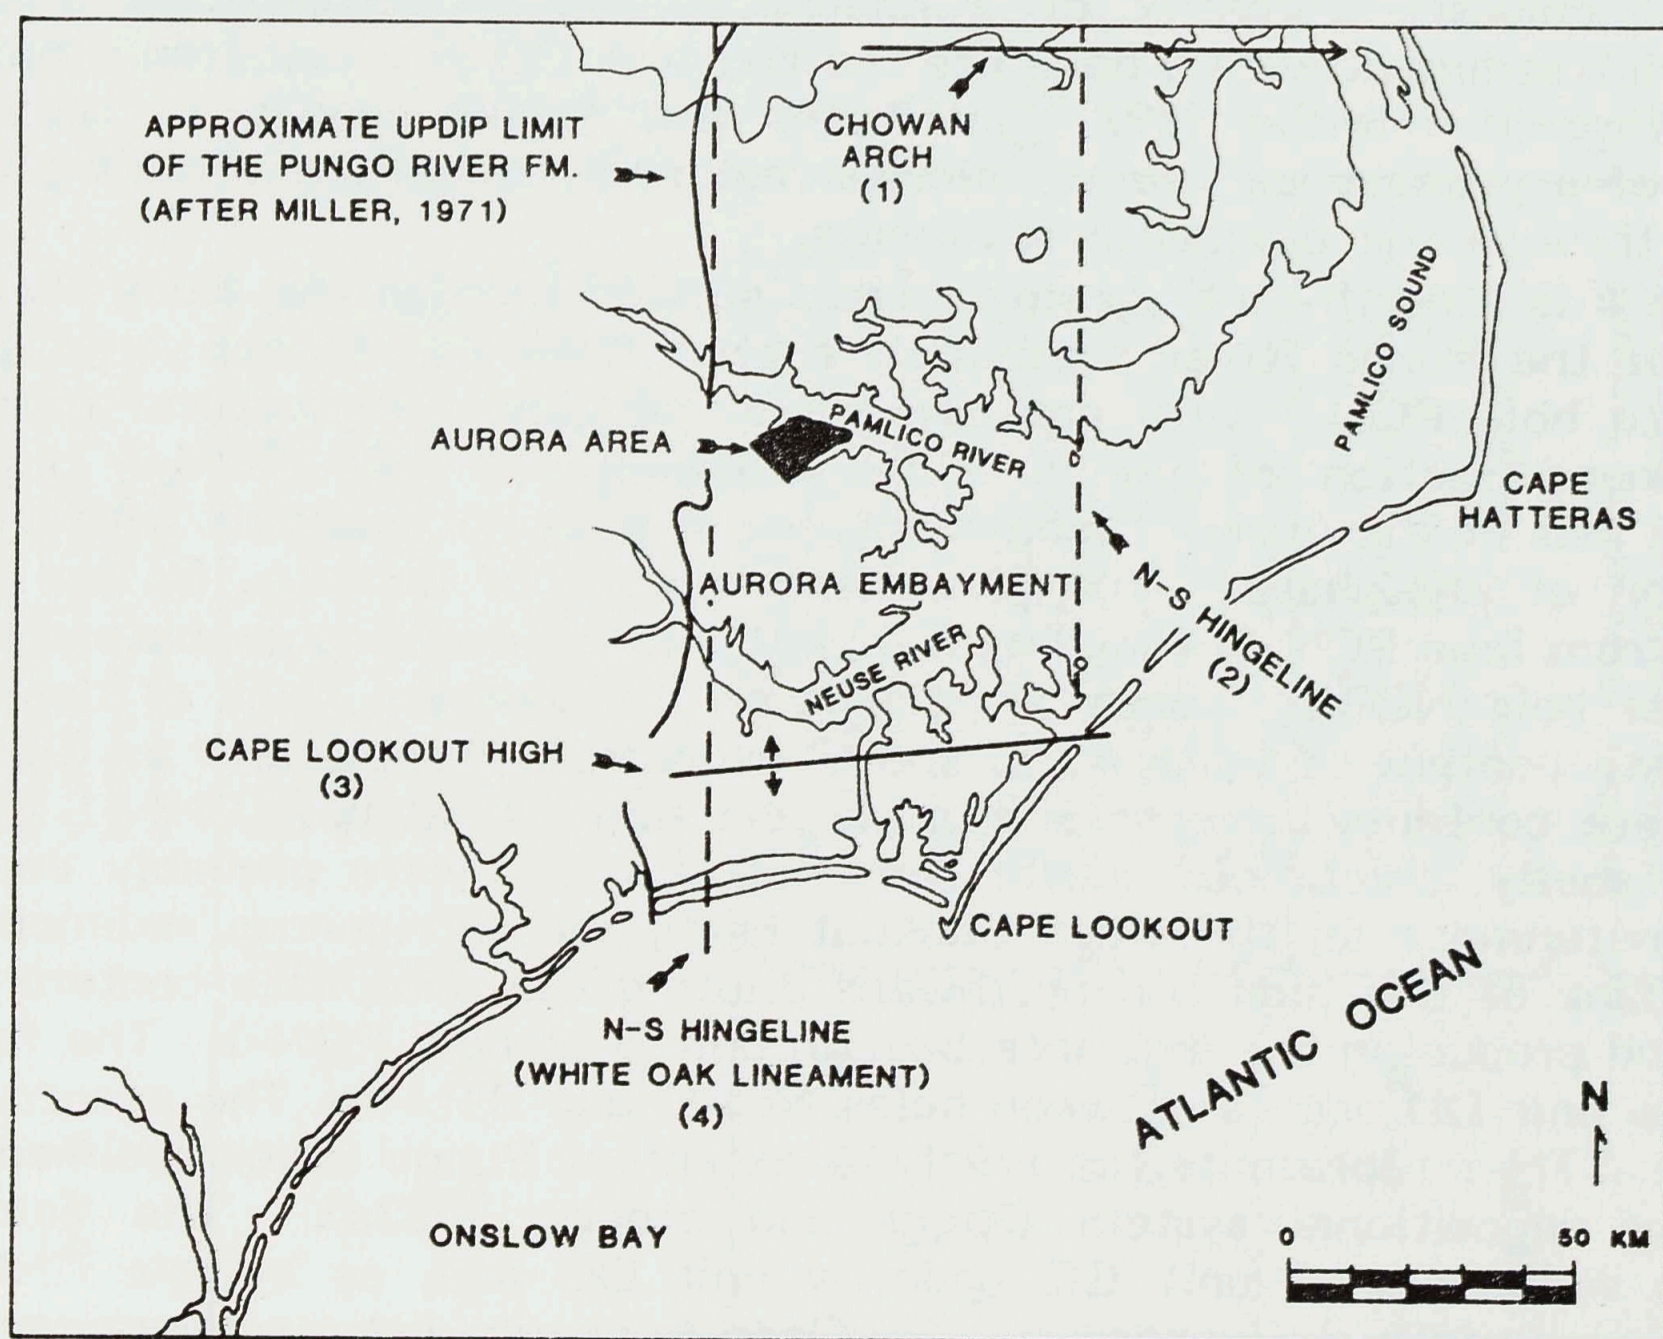 APPROXIMATE UPDIP LIMIT
OF THE PUNGO RIVER FM.
(AFTER MILLER, 1971)
CHOWAN
ARCH
(1)
PAMLICO SOUND
AURORA AREA
PAMLICO RIVER
CAPE
HATTERAS
AURORA EMBAYMENT
N-S HINGELINE
(2)
NEUSE RIVER
CAPE LOOKOUT HIGH
(3)
CAPE LOOKOUT
N-S HINGELINE
(WHITE OAK LINEAMENT)
(4)
ATLANTIC OCEAN
N
ONSLOW BAY
0 50 KM